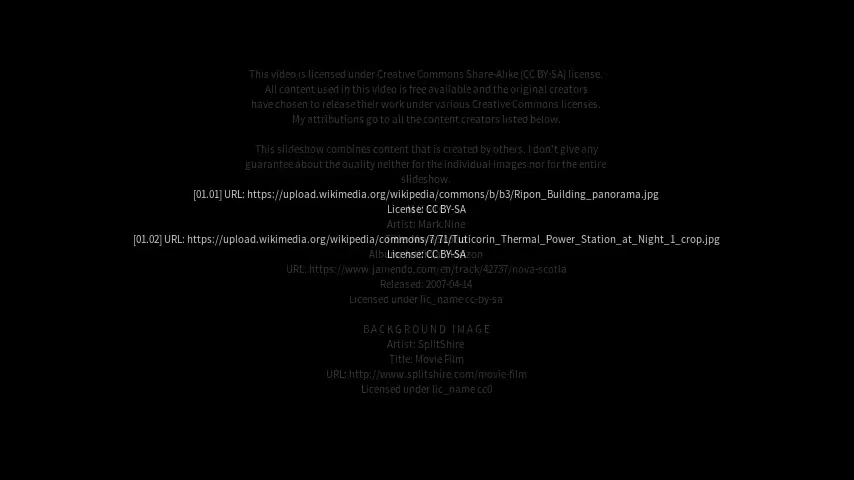 This video is licensed under Creative Commons Share-Alike (CC BY-SA) license.
All content used in this video is free available and the original creators
have chosen to release their work under various Creative Commons licenses.
My attributions go to all the content creators listed below.
This slideshow combines content that is created by others. I don't give any
guarantee about the quality neither for the individual images nor for the entire
slideshow.
[01.01] URL: https://upload.wikimedia.org/wikipedia/commons/b/b3/Ripon_Building_panorama.jpg
License: CC BY-SA
Artist: Mark.Nine
[01.02] URL: https://upload.wikimedia.org/wikipedia/commons/7/71/Tuticorin_Thermal_Power_Station_at_Night_1_crop.jpg
License: CC BY-SA
URL: https://www.jamendo.com/en/track/42737/nova-scotia
Released: 2007-04-14
Licensed under lic_name cc-by-sa
BACKGROUND IMAGE
Artist: SplitShire
Title: Movie Film
URL: http://www.splitshire.com/movie-film
Licensed under lic_name cc0